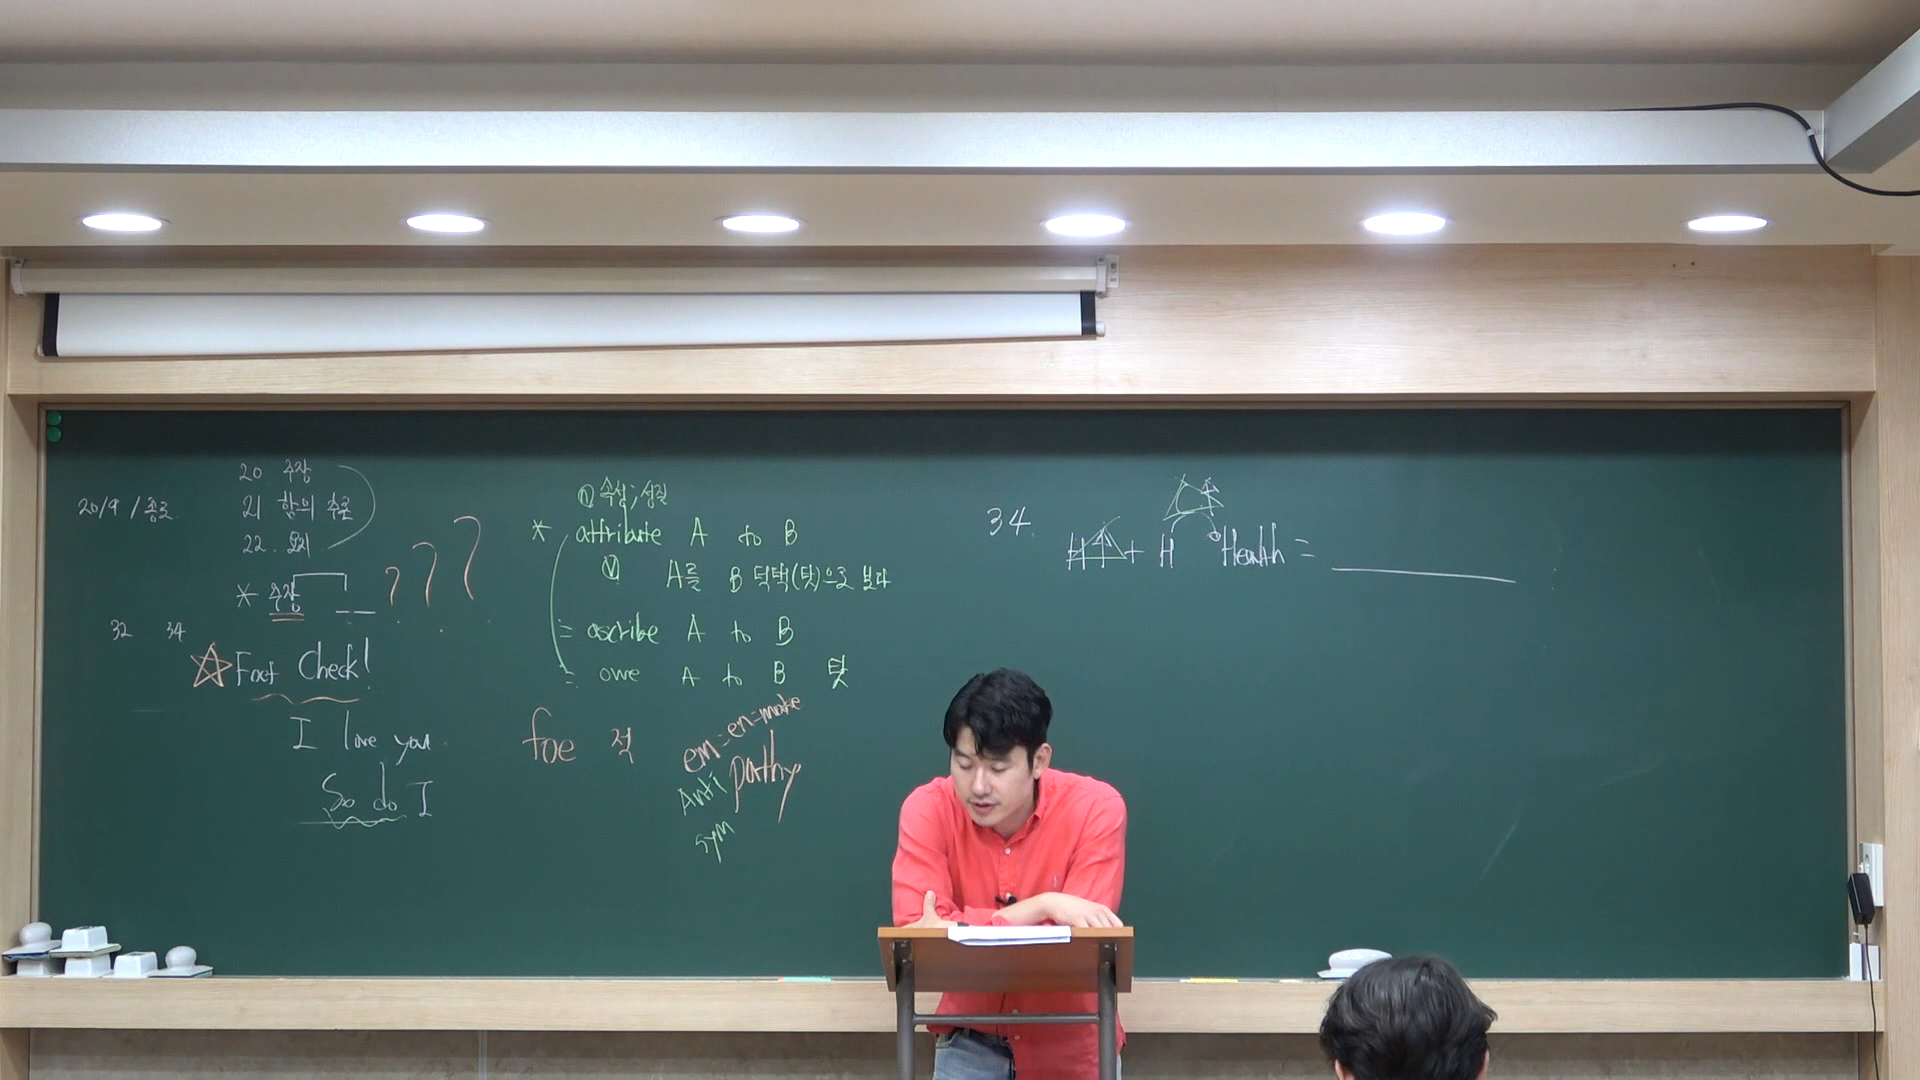 20/9 / 종로
20 주장
21 함의 추론
22. 요지
* 주장 ???
32 34
☆ Fact Check!
I love you
So do I
ⓝ 속성; 성질
* attribute A to B
ⓥ A를 B 덕택(탓)으로 보다
= ascribe A to B
= owe A to B 탓
foe 적
em = en = make
Anti pathy
sym
34.
H + H Health =